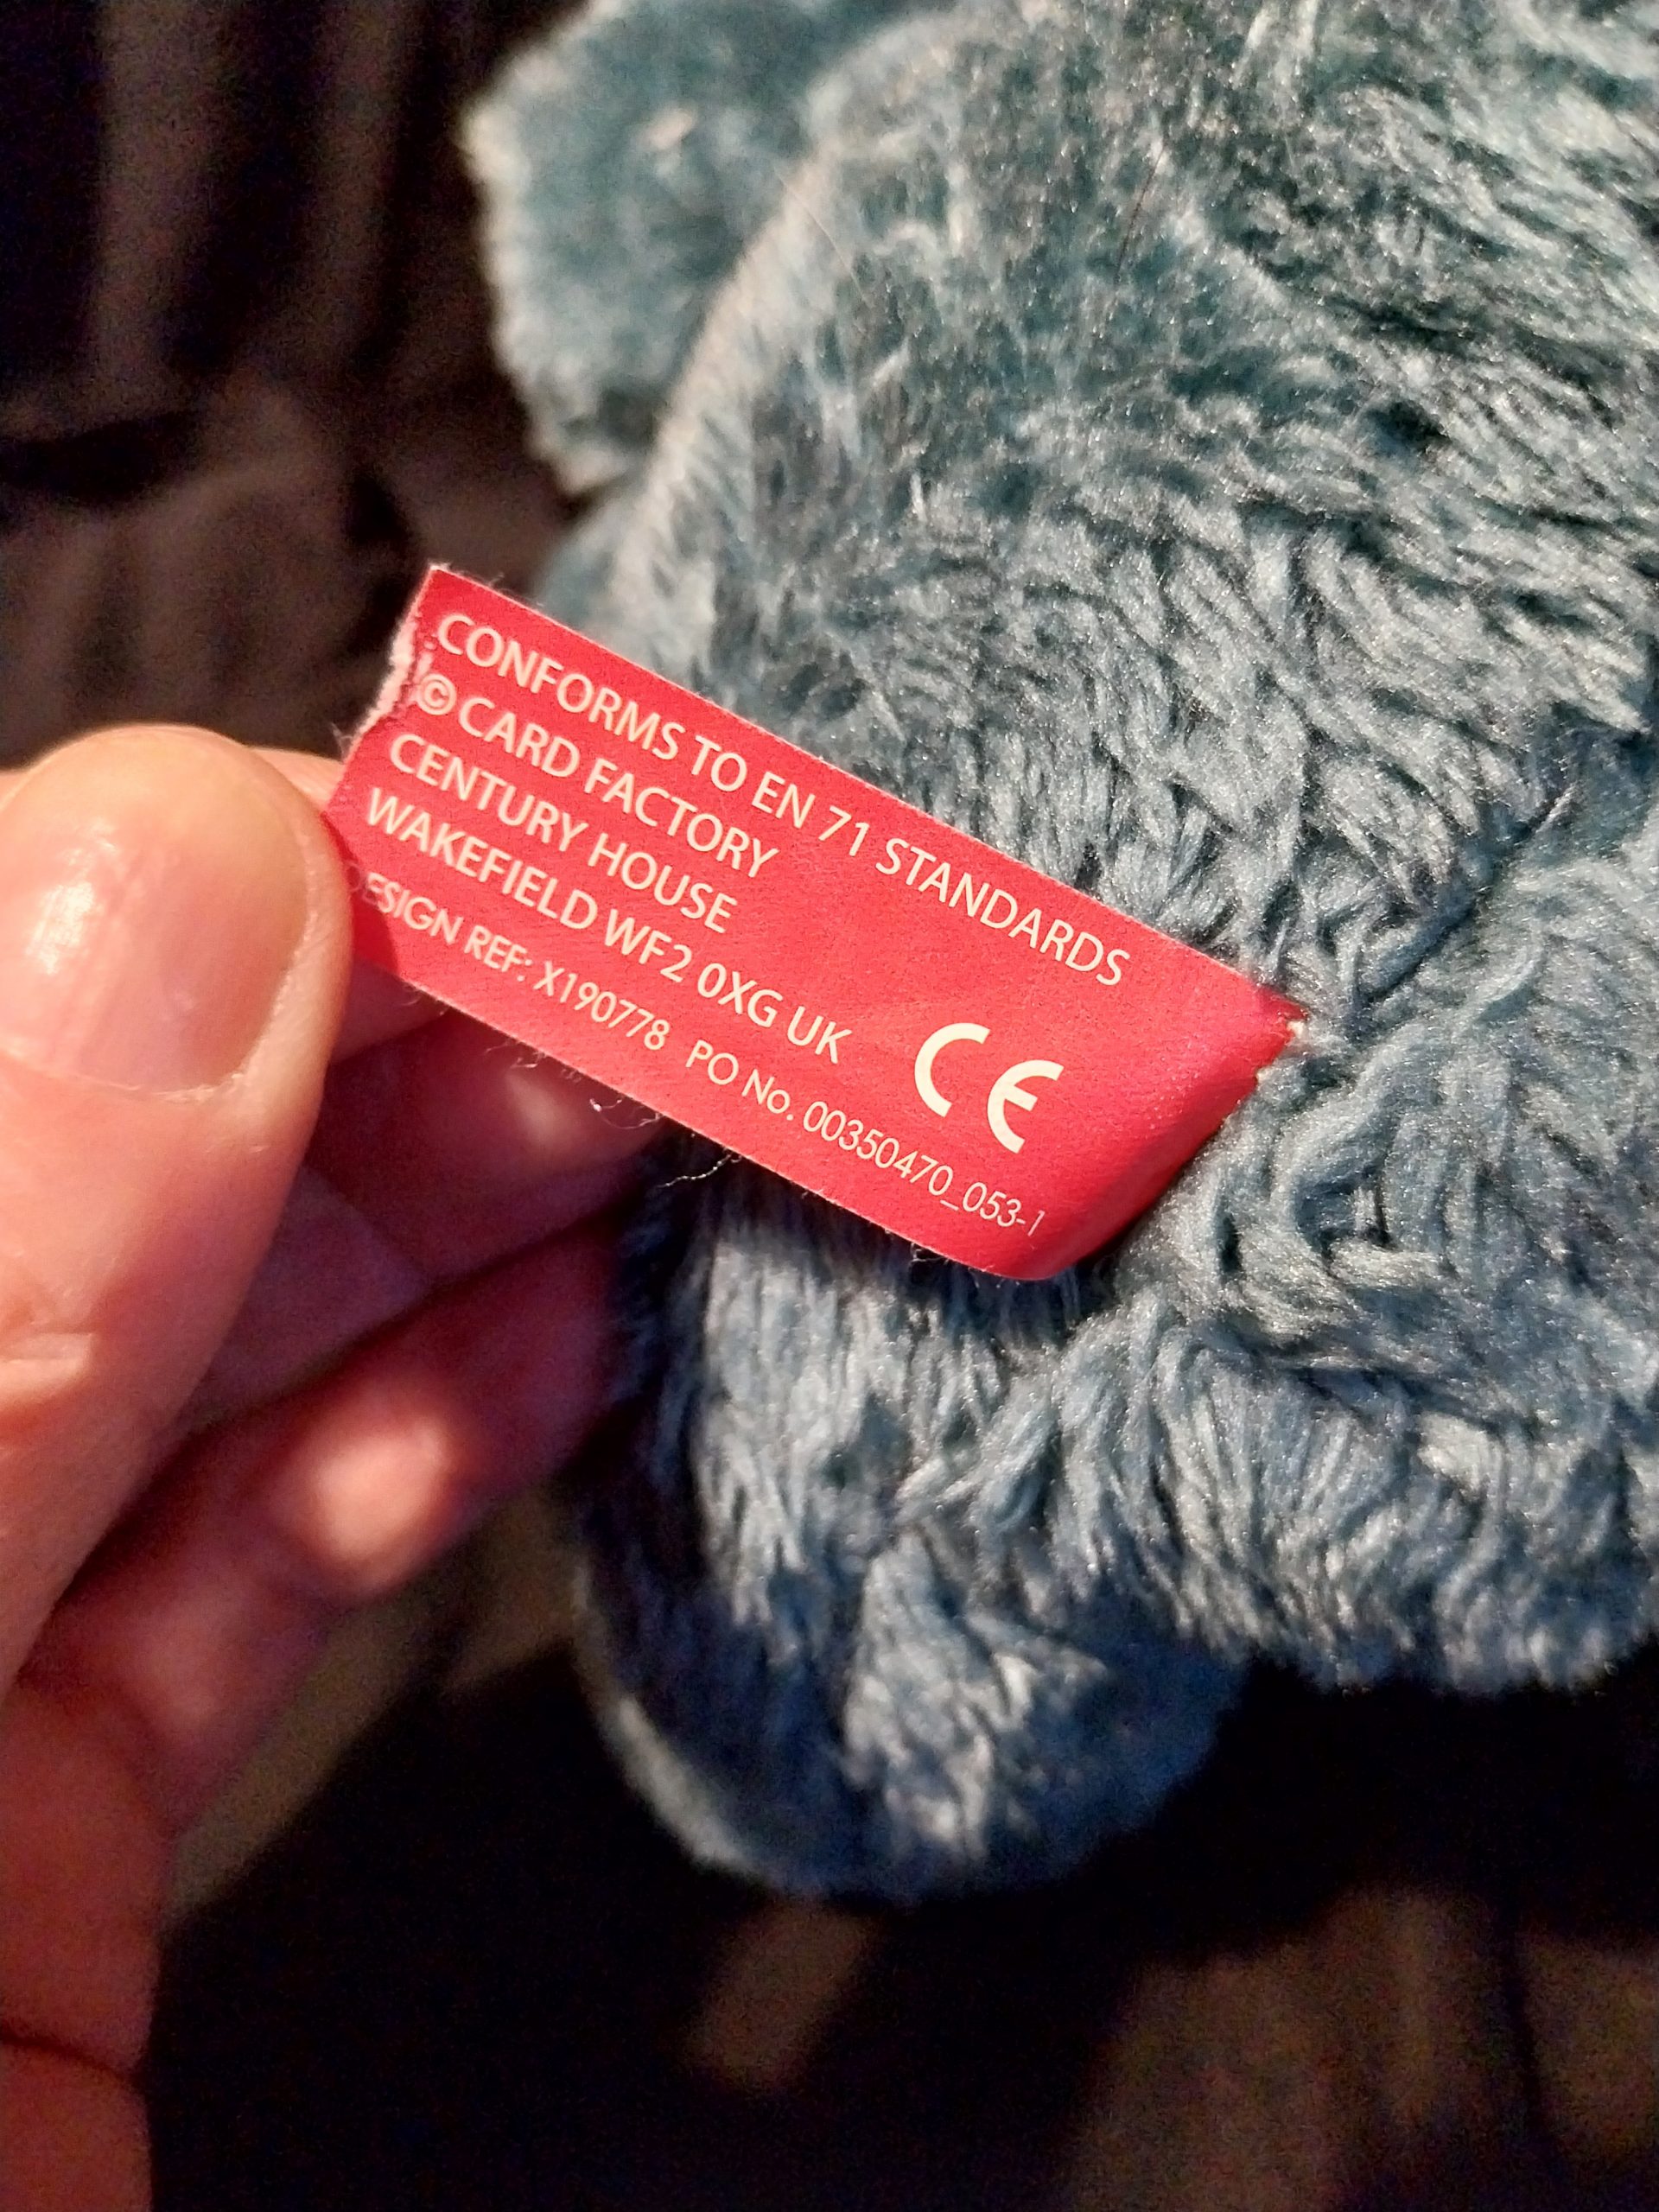 CONFORMS TO EN 71 STANDARDS
© CARD FACTORY
CENTURY HOUSE
WAKEFIELD WF2 0XG UK
CE
DESIGN REF: X190778 PO No. 00350470_053-1